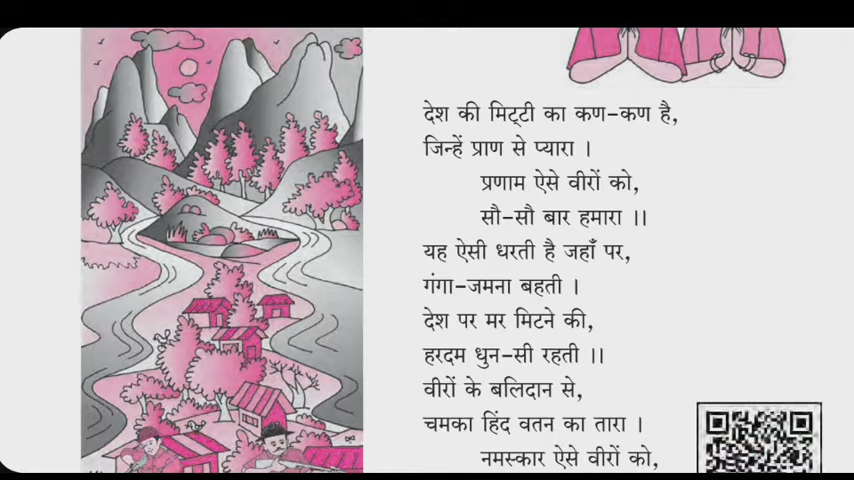 देश की मिट्टी का कण-कण है,
जिन्हें प्राण से प्यारा ।
प्रणाम ऐसे वीरों को,
सौ-सौ बार हमारा ।।
यह ऐसी धरती है जहाँ पर,
गंगा-जमना बहती ।
देश पर मर मिटने की,
हरदम धुन-सी रहती ।।
वीरों के बलिदान से,
चमका हिंद वतन का तारा ।
नमस्कार ऐसे वीरों को,